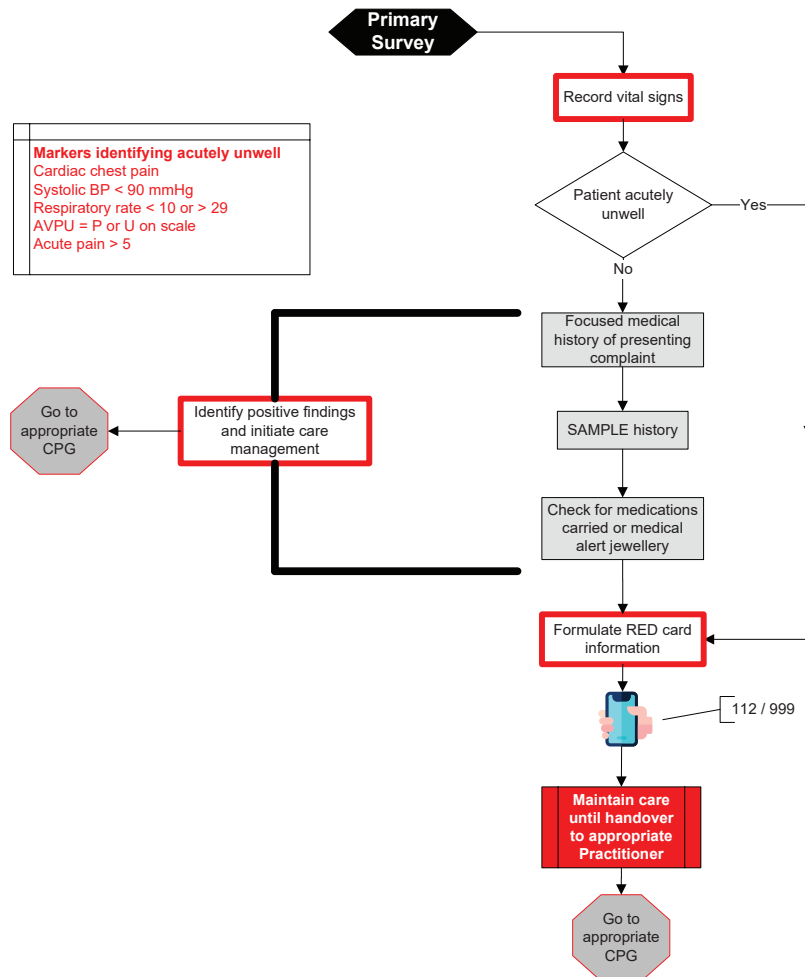 Primary
Survey
Record vital signs
Markers identifying acutely unwell
Cardiac chest pain
Systolic BP < 90 mmHg
Respiratory rate < 10 or > 29
AVPU = P or U on scale
Acute pain > 5
Patient acutely
unwell
Yes
No
Focused medical
history of presenting
complaint
Go to
appropriate
CPG
Identify positive findings
and initiate care
management
SAMPLE history
Check for medications
carried or medical
alert jewellery
Formulate RED card
information
112 / 999
Maintain care
until handover
to appropriate
Practitioner
Go to
appropriate
CPG